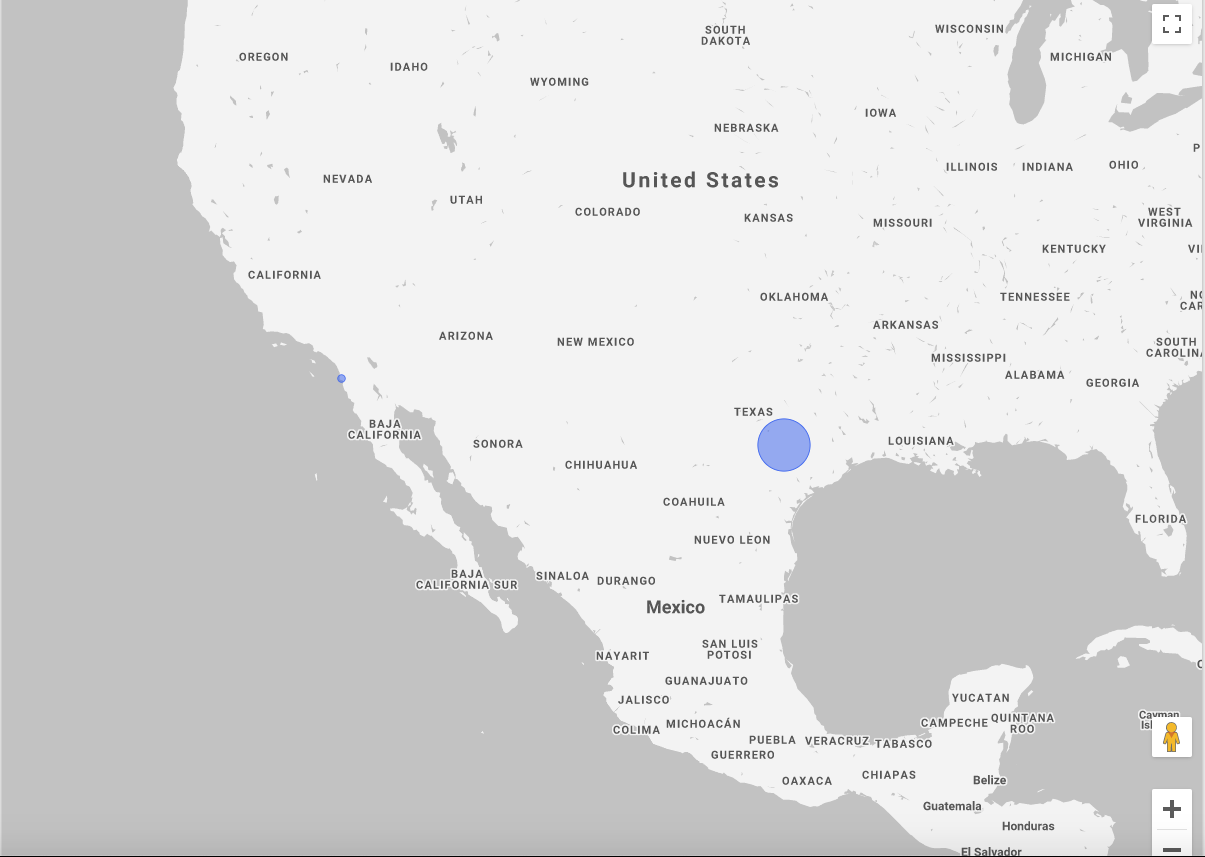 SOUTH
DAKOTA
WISCONSIN
OREGON
IDAHO
MICHIGAN
WYOMING
IOWA
NEBRASKA
P
ILLINOIS
INDIANA
OHIO
NEVADA
United States
UTAH
COLORADO
KANSAS
MISSOURI
WEST
VIRGINIA
KENTUCKY
VI
CALIFORNIA
OKLAHOMA
TENNESSEE
NO
CAR
ARIZONA
NEW MEXICO
ARKANSAS
MISSISSIPPI
SOUTH
CAROLINA
ALABAMA
GEORGIA
TEXAS
BAJA
CALIFORNIA
SONORA
LOUISIANA
CHIHUAHUA
COAHUILA
FLORIDA
NUEVO LEON
BAJA
CALIFORNIA SUR
SINALOA
DURANGO
Mexico
TAMAULIPAS
NAYARIT
SAN LUIS
POTOSI
GUANAJUATO
JALISCO
YUCATAN
COLIMA
MICHOACÁN
CAMPECHE
QUINTANA
ROO
Cayman
Isl
PUEBLA
VERACRUZ
TABASCO
GUERRERO
OAXACA
CHIAPAS
Belize
Guatemala
Honduras
El Salvador